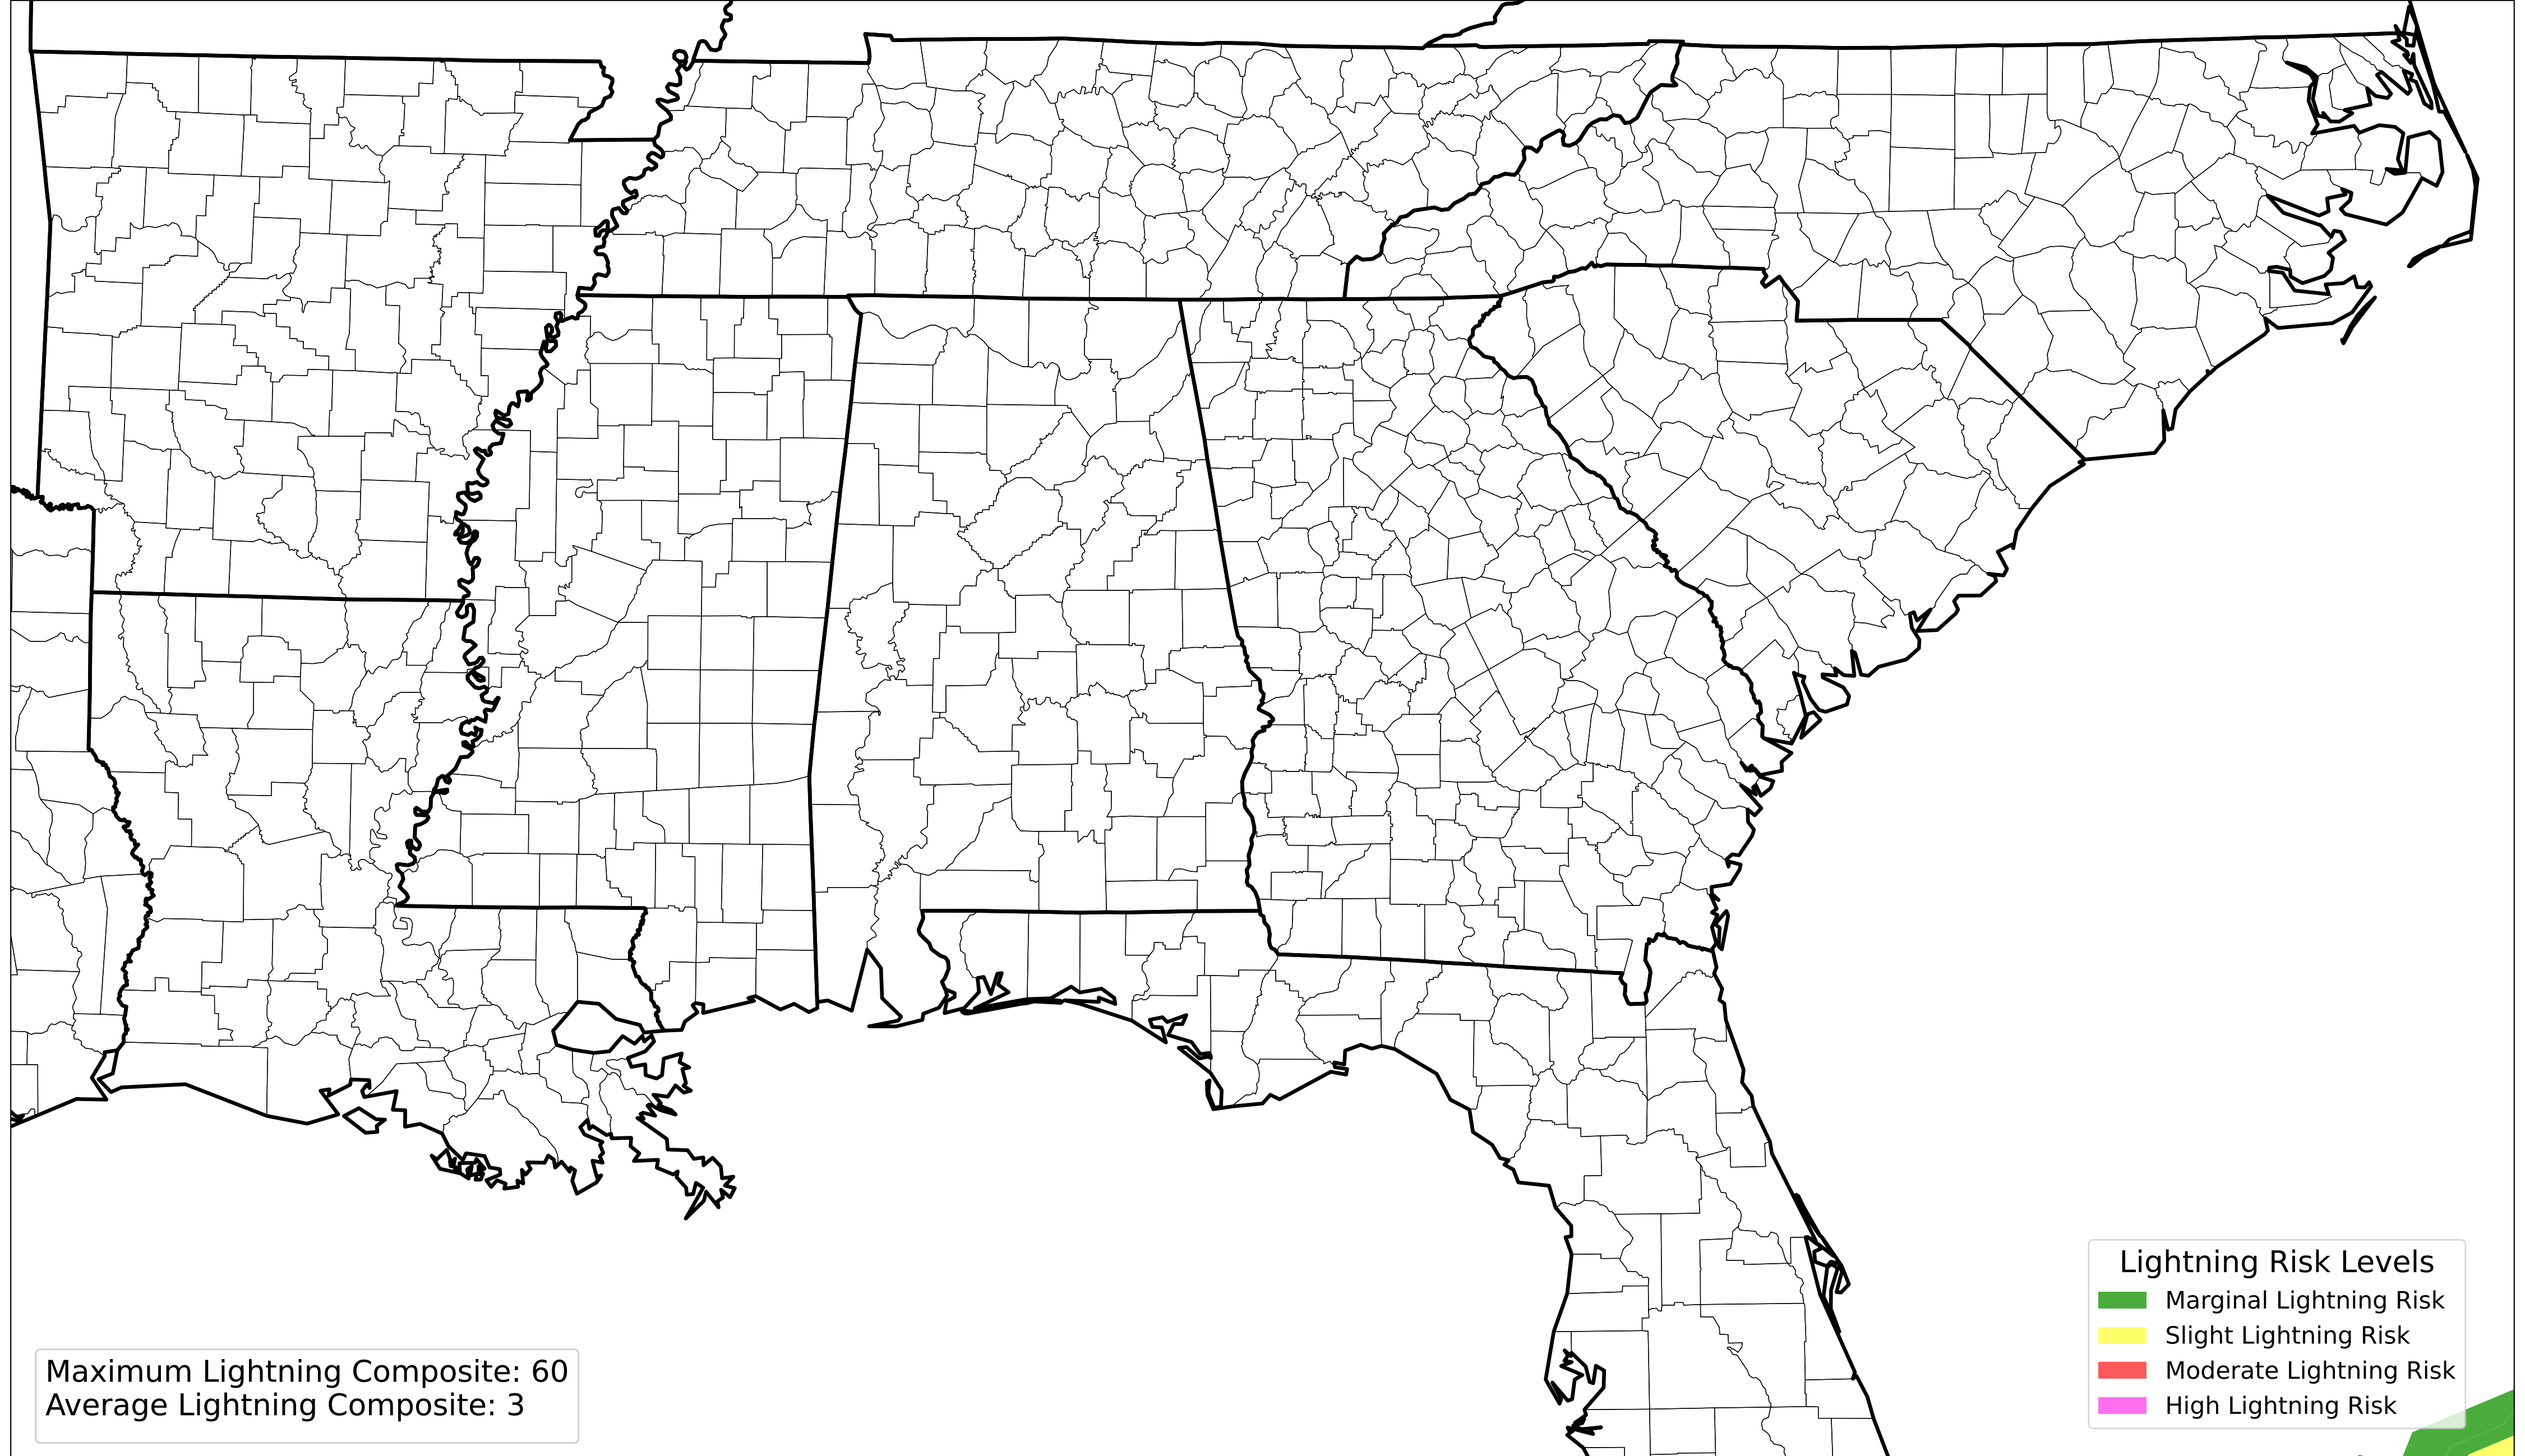 Lightning Risk Levels
Marginal Lightning Risk
Slight Lightning Risk
Moderate Lightning Risk
High Lightning Risk
Maximum Lightning Composite: 60
Average Lightning Composite: 3